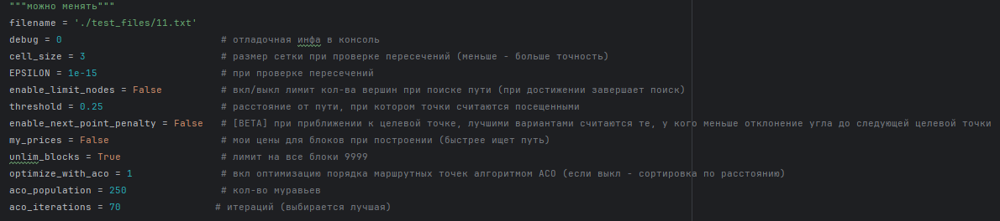 """можно менять"""
filename = './test_files/11.txt'
debug = 0 # отладочная инфа в консоль
cell_size = 3 # размер сетки при проверке пересечений (меньше - больше точность)
EPSILON = 1e-15 # при проверке пересечений
enable_limit_nodes = False # вкл/выкл лимит кол-ва вершин при поиске пути (при достижении завершает поиск)
threshold = 0.25 # расстояние от пути, при котором точки считаются посещенными
enable_next_point_penalty = False # [BETA] при приближении к целевой точке, лучшими вариантами считаются те, у кого меньше отклонение угла до следующей целевой точки
my_prices = False # мои цены для блоков при построении (быстрее ищет путь)
unlim_blocks = True # лимит на все блоки 9999
optimize_with_aco = 1 # вкл оптимизацию порядка маршрутных точек алгоритмом ACO (если выкл - сортировка по расстоянию)
aco_population = 250 # кол-во муравьев
aco_iterations = 70 # итераций (выбирается лучшая)